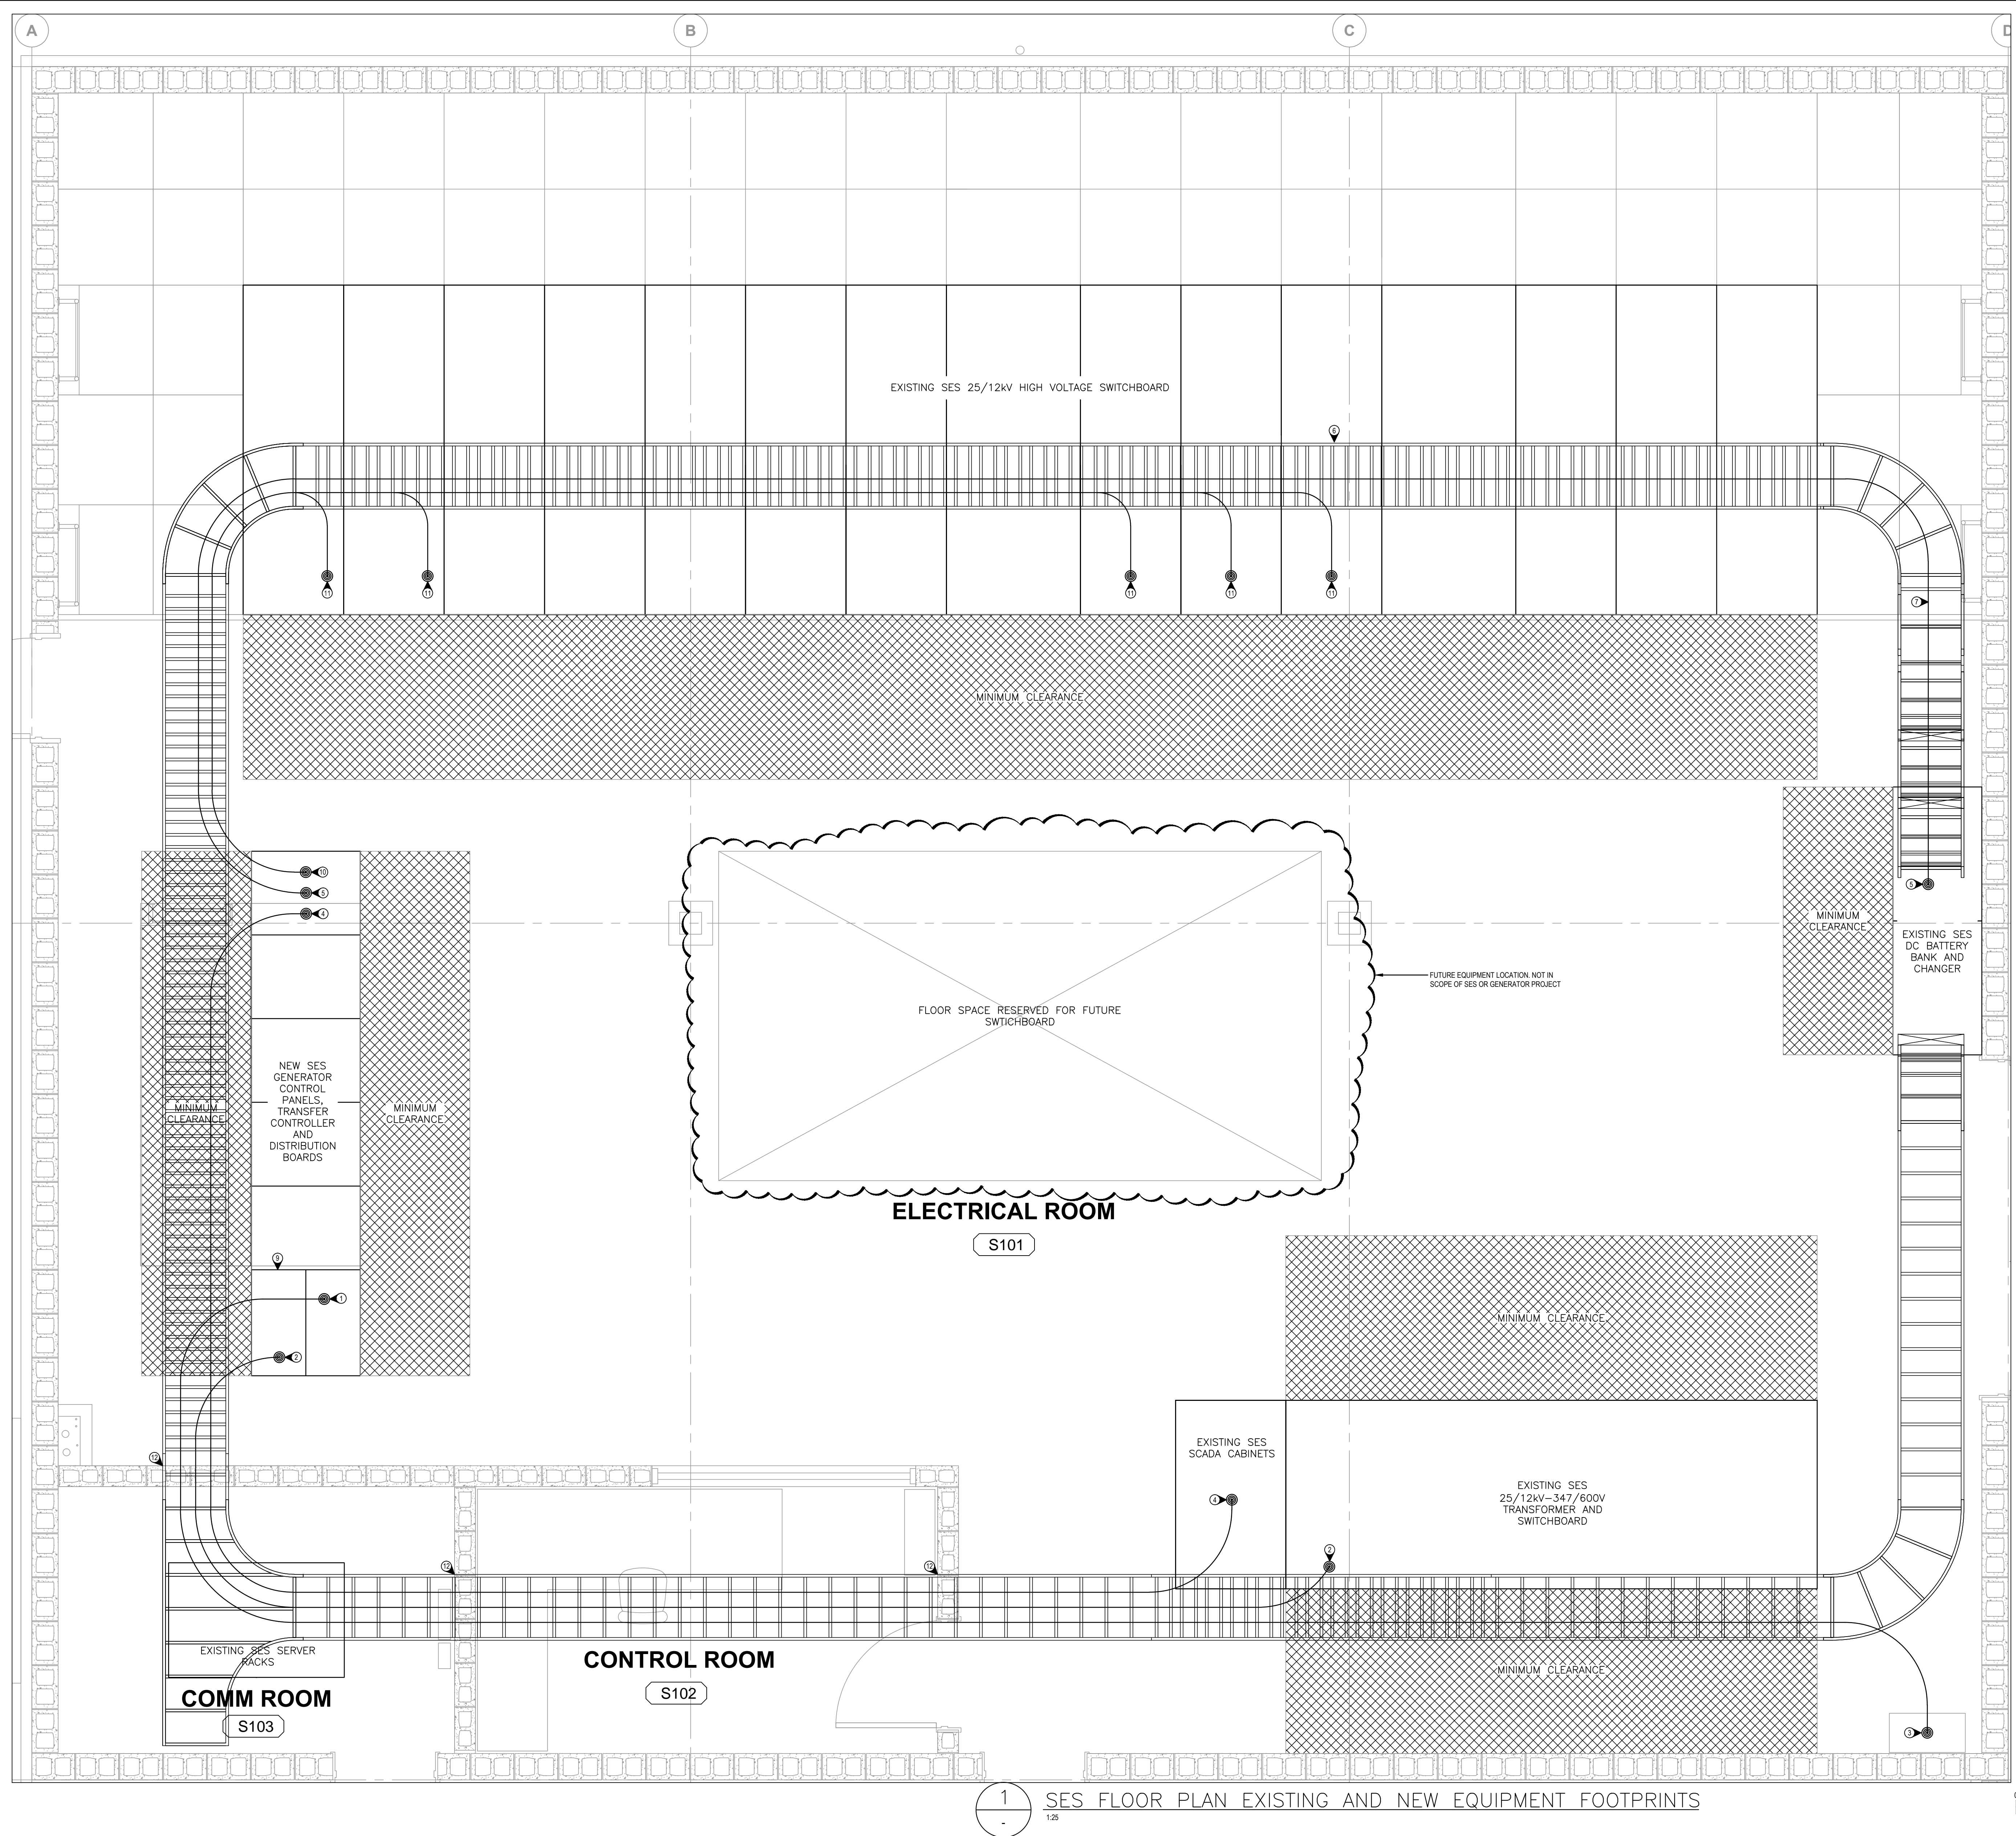 A
B
C
D
EXISTING SES 25/12kV HIGH VOLTAGE SWITCHBOARD
6
11
11
11
11
11
7
MINIMUM CLEARANCE
10
5
4
5
MINIMUM
CLEARANCE
EXISTING SES
DC BATTERY
BANK AND
CHANGER
FUTURE EQUIPMENT LOCATION. NOT IN
SCOPE OF SES OR GENERATOR PROJECT
FLOOR SPACE RESERVED FOR FUTURE
SWTICHBOARD
NEW SES
GENERATOR
CONTROL
PANELS,
TRANSFER
CONTROLLER
AND
DISTRIBUTION
BOARDS
MINIMUM
CLEARANCE
MINIMUM
CLEARANCE
ELECTRICAL ROOM
S101
9
1
2
MINIMUM CLEARANCE
EXISTING SES
SCADA CABINETS
4
EXISTING SES
25/12kV-347/600V
TRANSFORMER AND
SWITCHBOARD
2
12
12
12
EXISTING SES SERVER
RACKS
CONTROL ROOM
S102
COMM ROOM
S103
MINIMUM CLEARANCE
3
1
-
SES FLOOR PLAN EXISTING AND NEW EQUIPMENT FOOTPRINTS
1:25